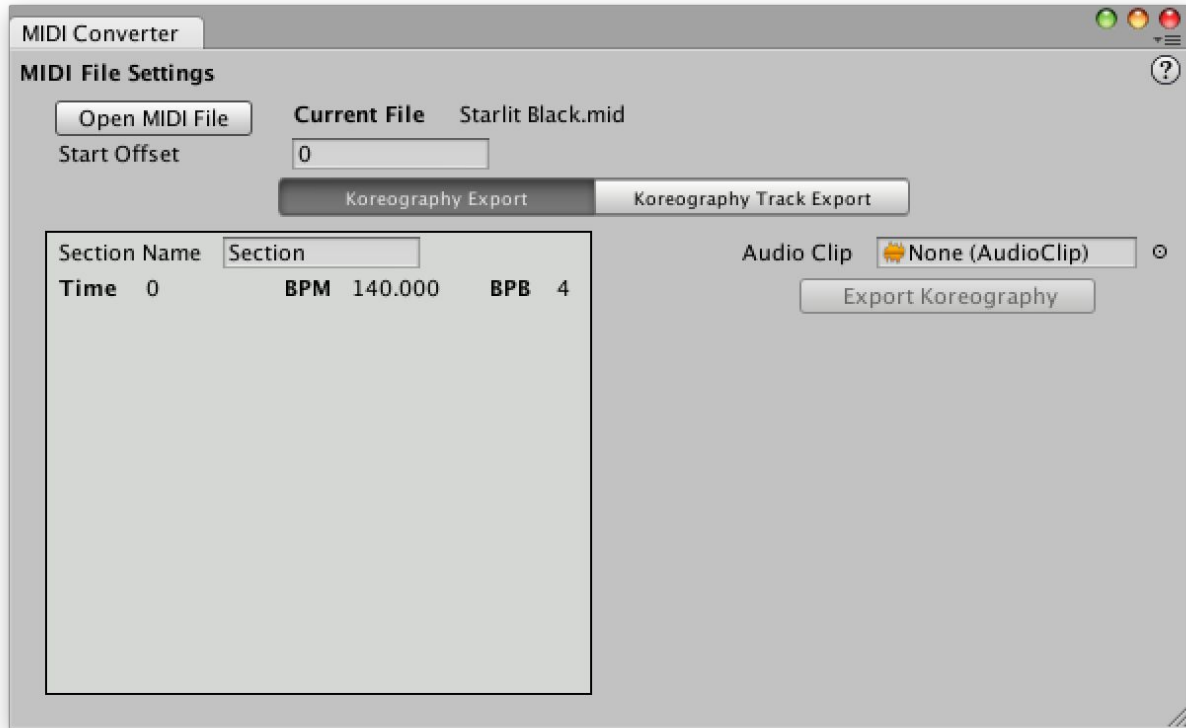 MIDI Converter
MIDI File Settings
?
Open MIDI File Current File Starlit Black.mid
Start Offset 0
Koreography Export Koreography Track Export
Section Name Section
Time 0 BPM 140.000 BPB 4
Audio Clip None (AudioClip)
Export Koreography